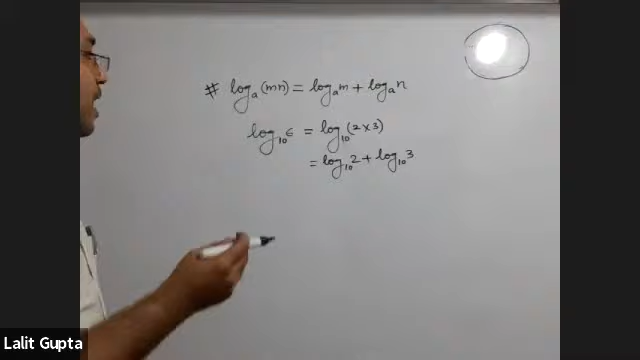 # logₐ(mn) = logₐm + logₐn
log₁₀6 = log₁₀(2×3)
= log₁₀2 + log₁₀3
Lalit Gupta